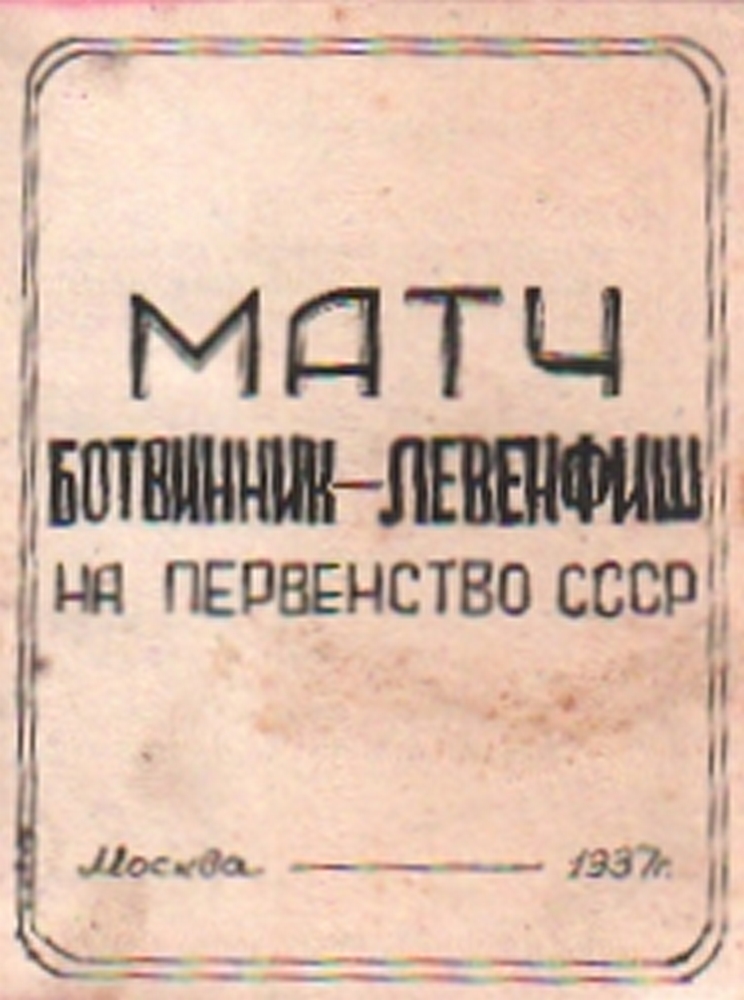 МАТЧ
БОТВИННИК—ЛЕВЕНФИШ
НА ПЕРВЕНСТВО СССР
Москва — 1937г.